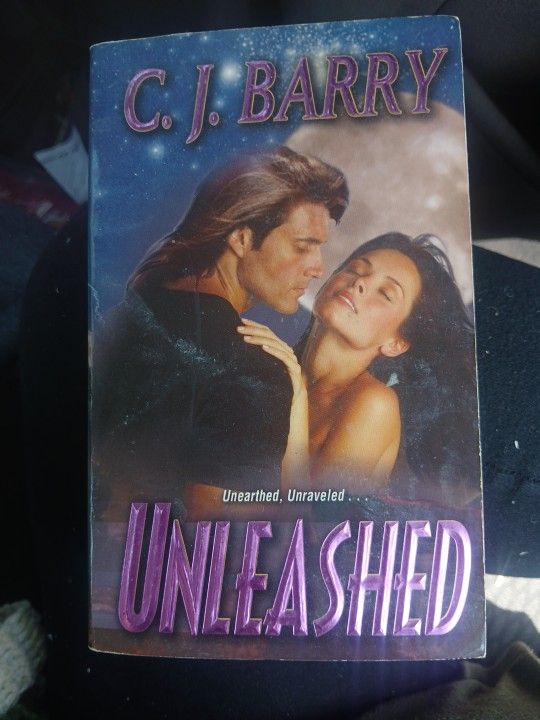 C. J. BARRY
Unearthed, Unraveled . . .
UNLEASHED